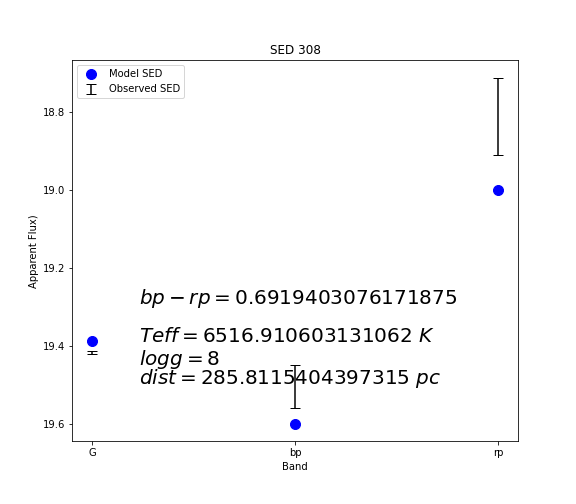 SED 308
Model SED
Observed SED
18.8
19.0
19.2
19.4
19.6
Apparent Flux)
bp − rp = 0.6919403076171875
Teff = 6516.910603131062 K
logg = 8
dist = 285.8115404397315 pc
G bp rp
Band